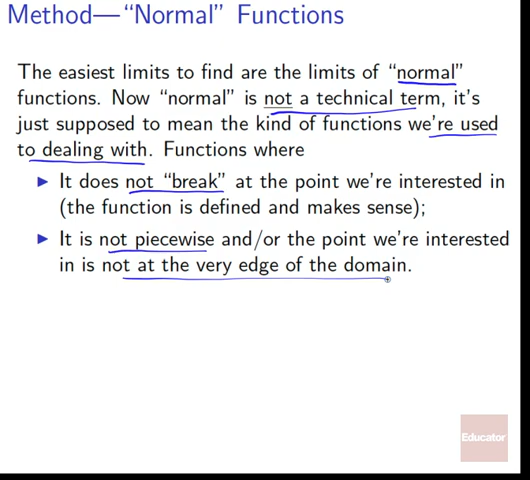 Method—“Normal” Functions
The easiest limits to find are the limits of “normal”
functions. Now “normal” is not a technical term, it's
just supposed to mean the kind of functions we're used
to dealing with. Functions where
▶ It does not “break” at the point we're interested in
(the function is defined and makes sense);
▶ It is not piecewise and/or the point we're interested
in is not at the very edge of the domain.
Educator